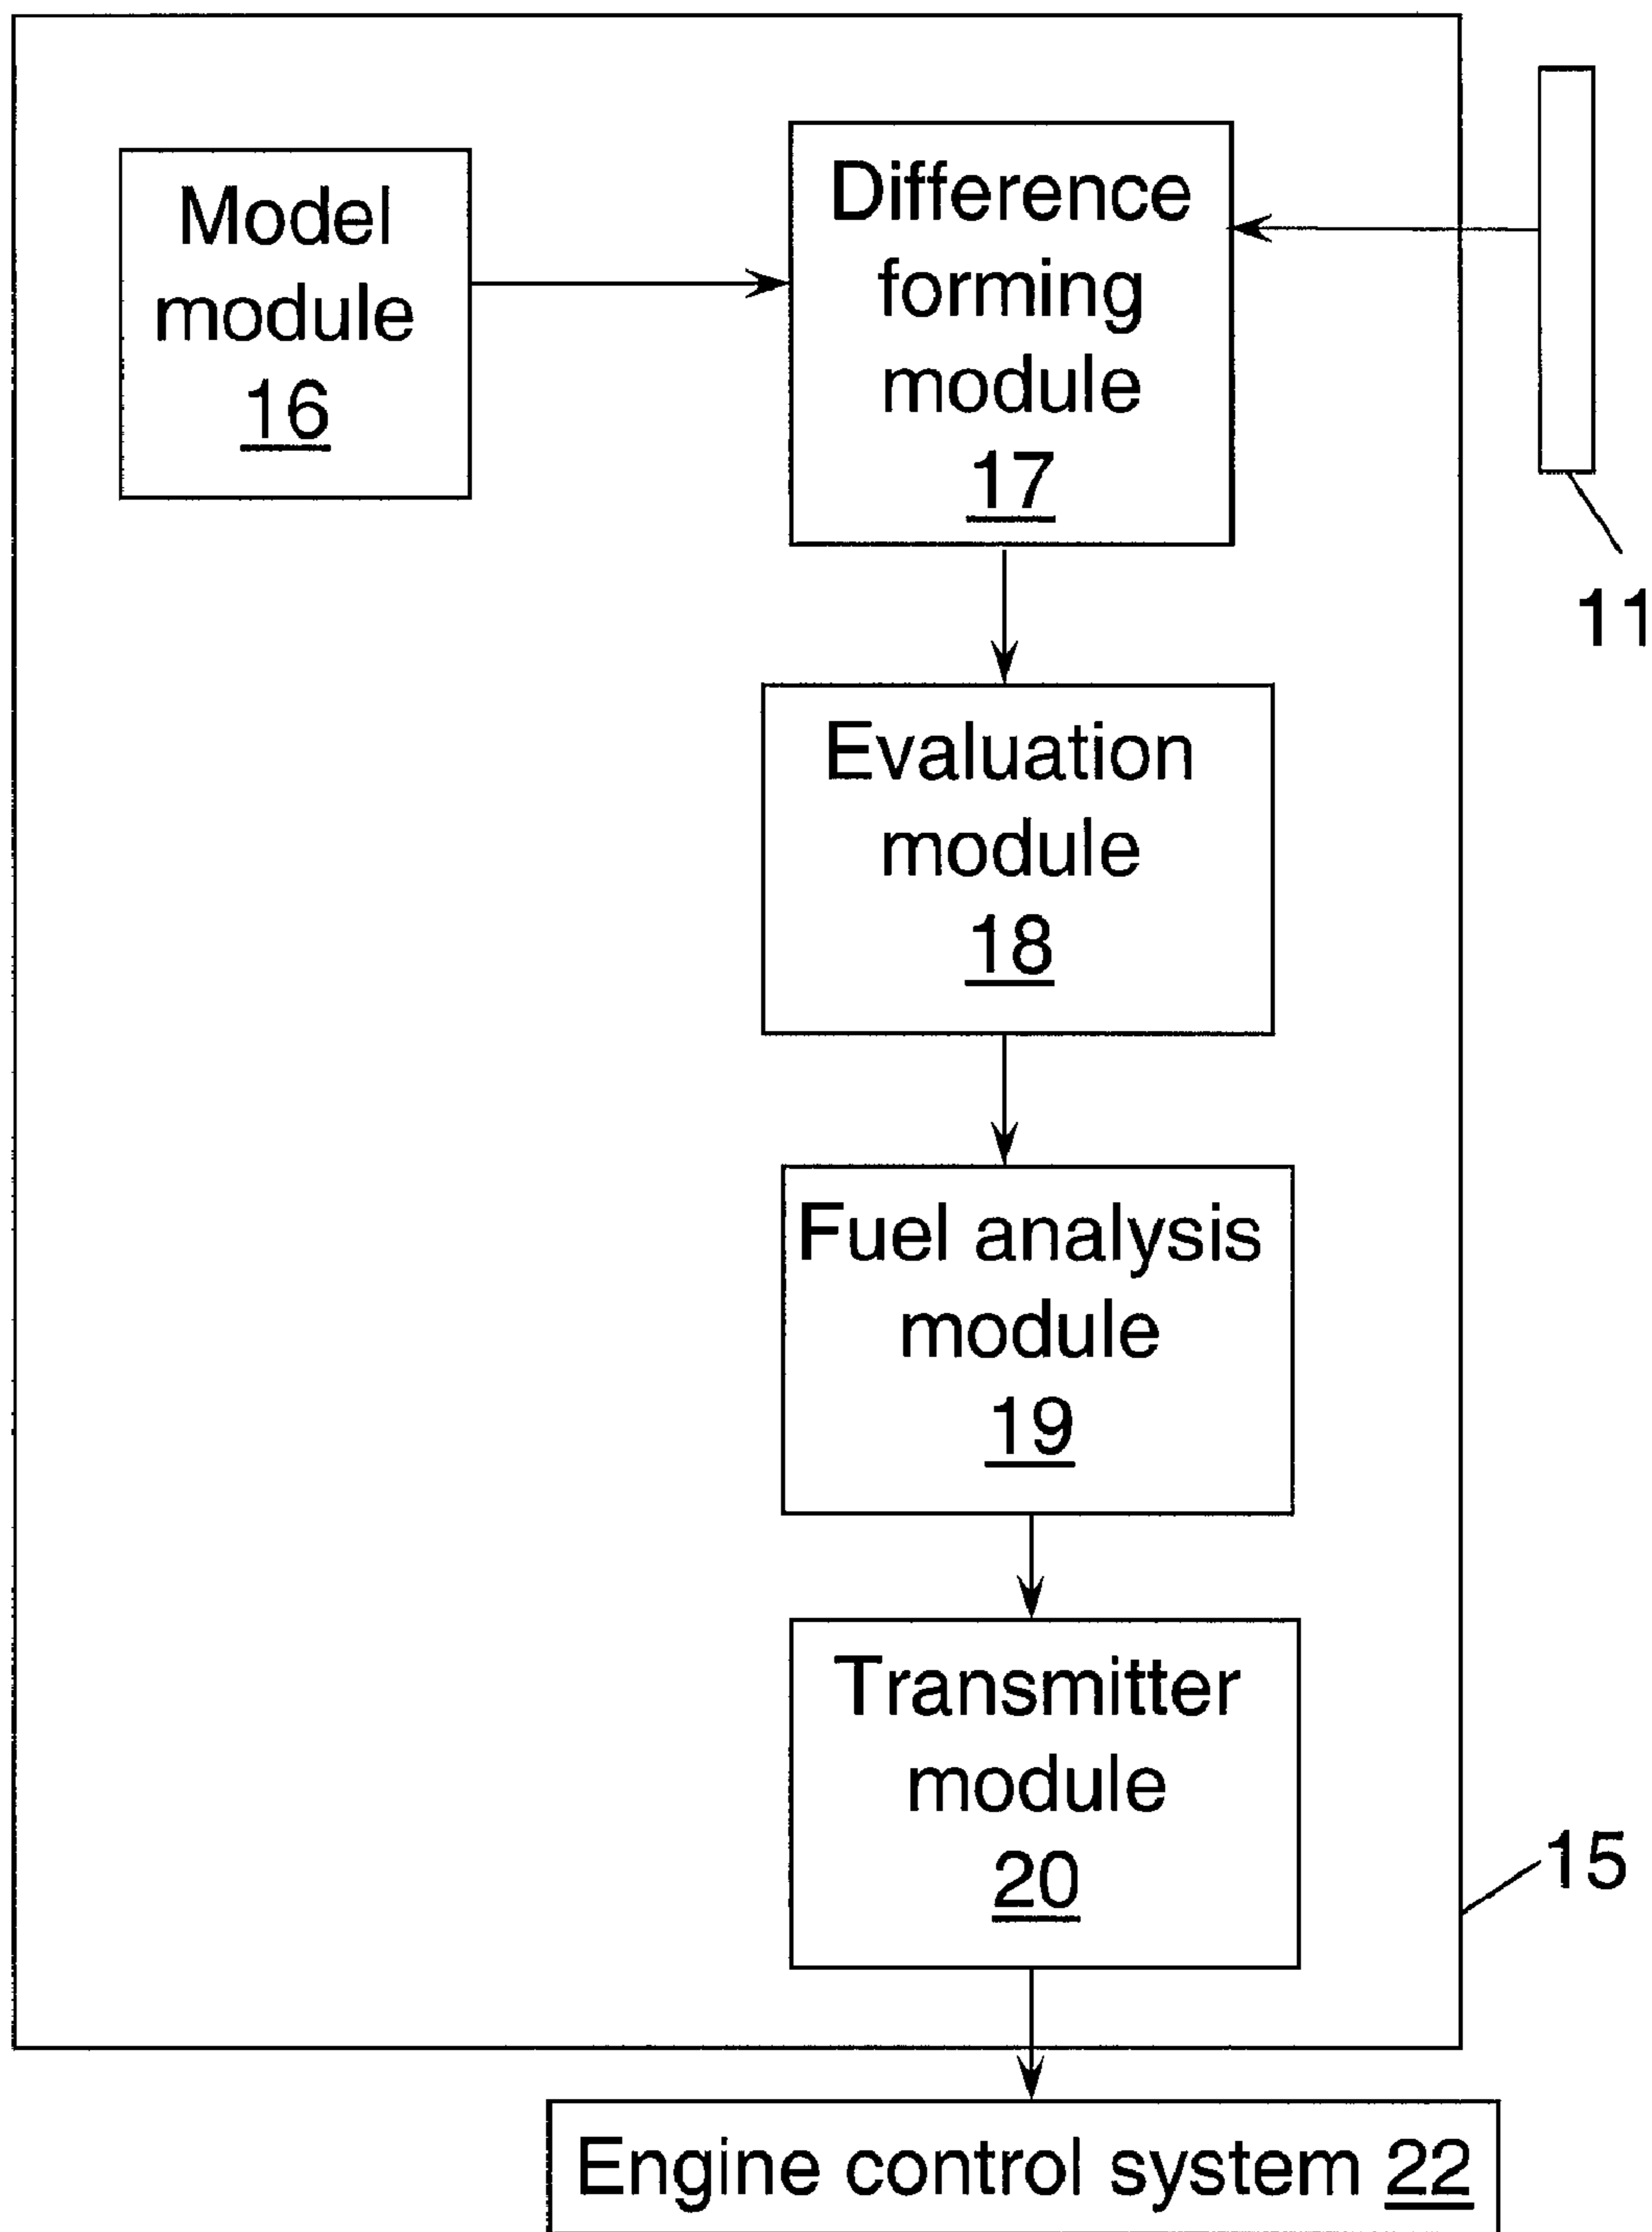 Model
module
16
Difference
forming
module
17
11
Evaluation
module
18
Fuel analysis
module
19
Transmitter
module
20
15
Engine control system 22